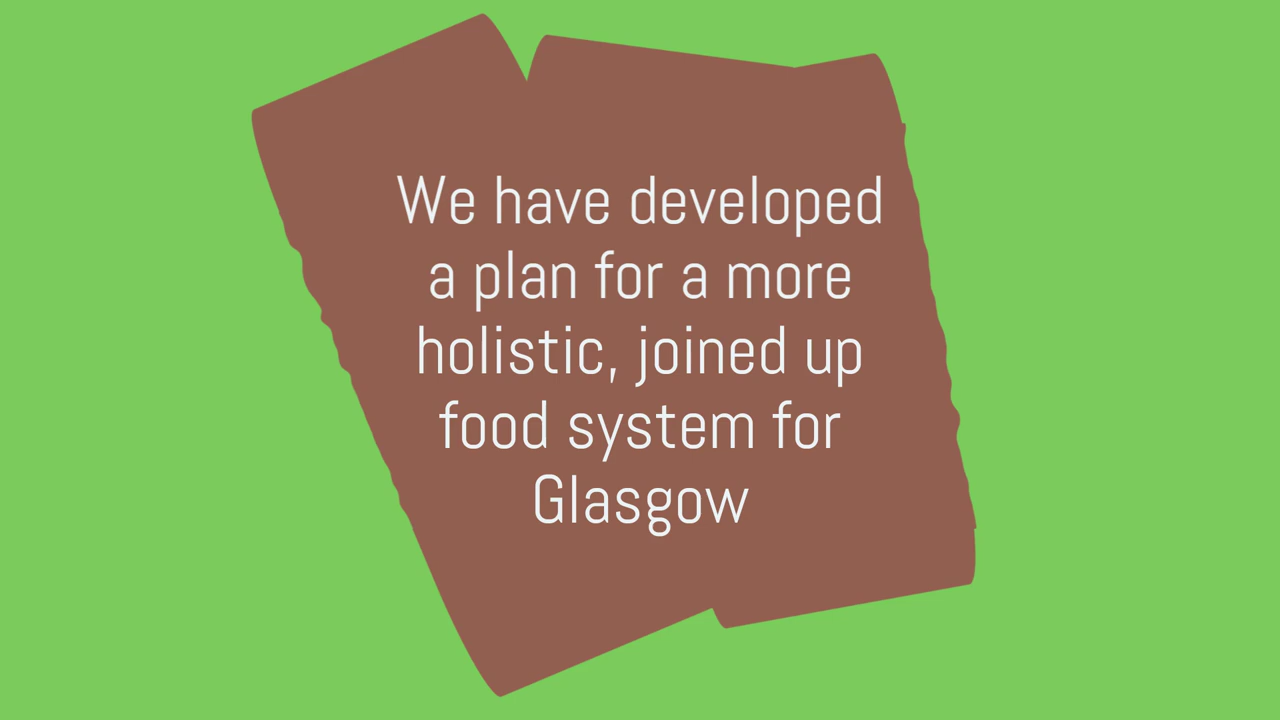 We have developed
a plan for a more
holistic, joined up
food system for
Glasgow